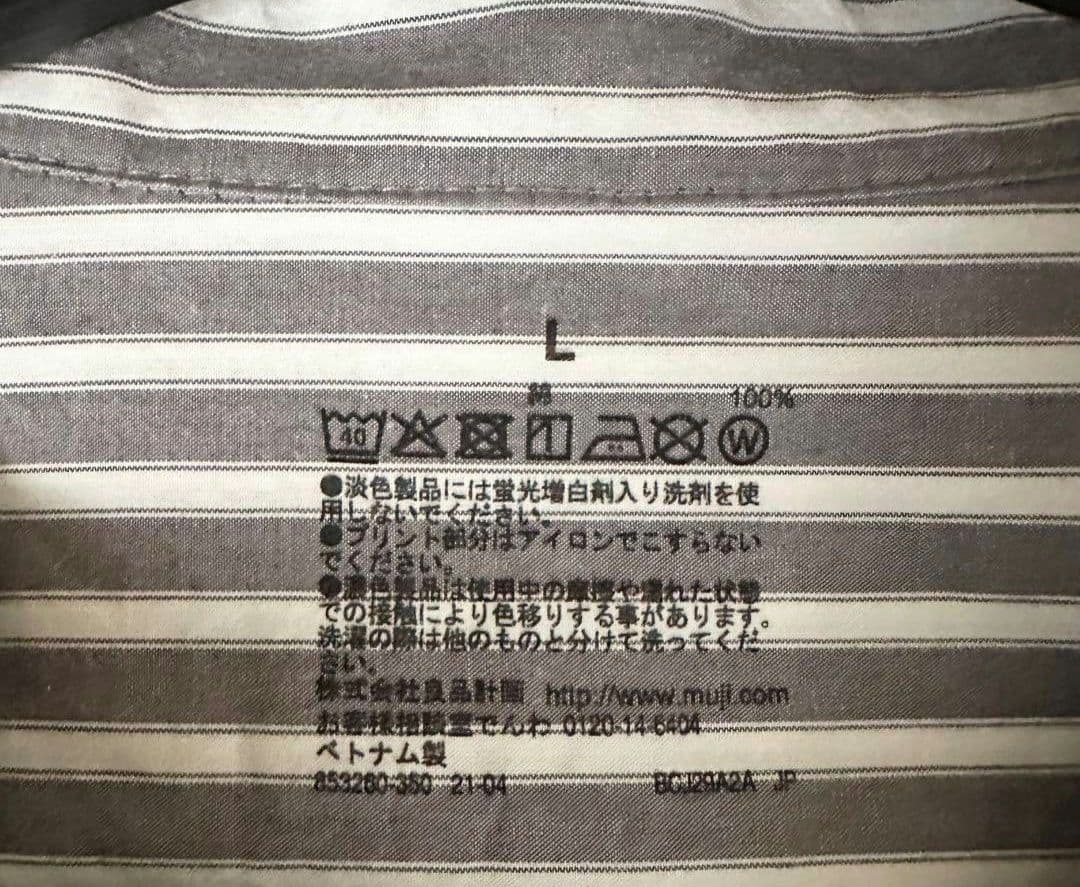 L
綿 100%
40 W
●淡色製品には蛍光増白剤入り洗剤を使
用しないでください。
●プリント部分はアイロンでこすらない
でください。
●濃色製品は使用中の摩擦や濡れた状態
での接触により色移りする事があります。
洗濯の際は他のものと分けて洗ってくだ
さい。
株式会社良品計画 http://www.muji.com
お客様相談室でんわ 0120-14-6404
ベトナム製
853280-350 21-04 BCJ29A2A JP